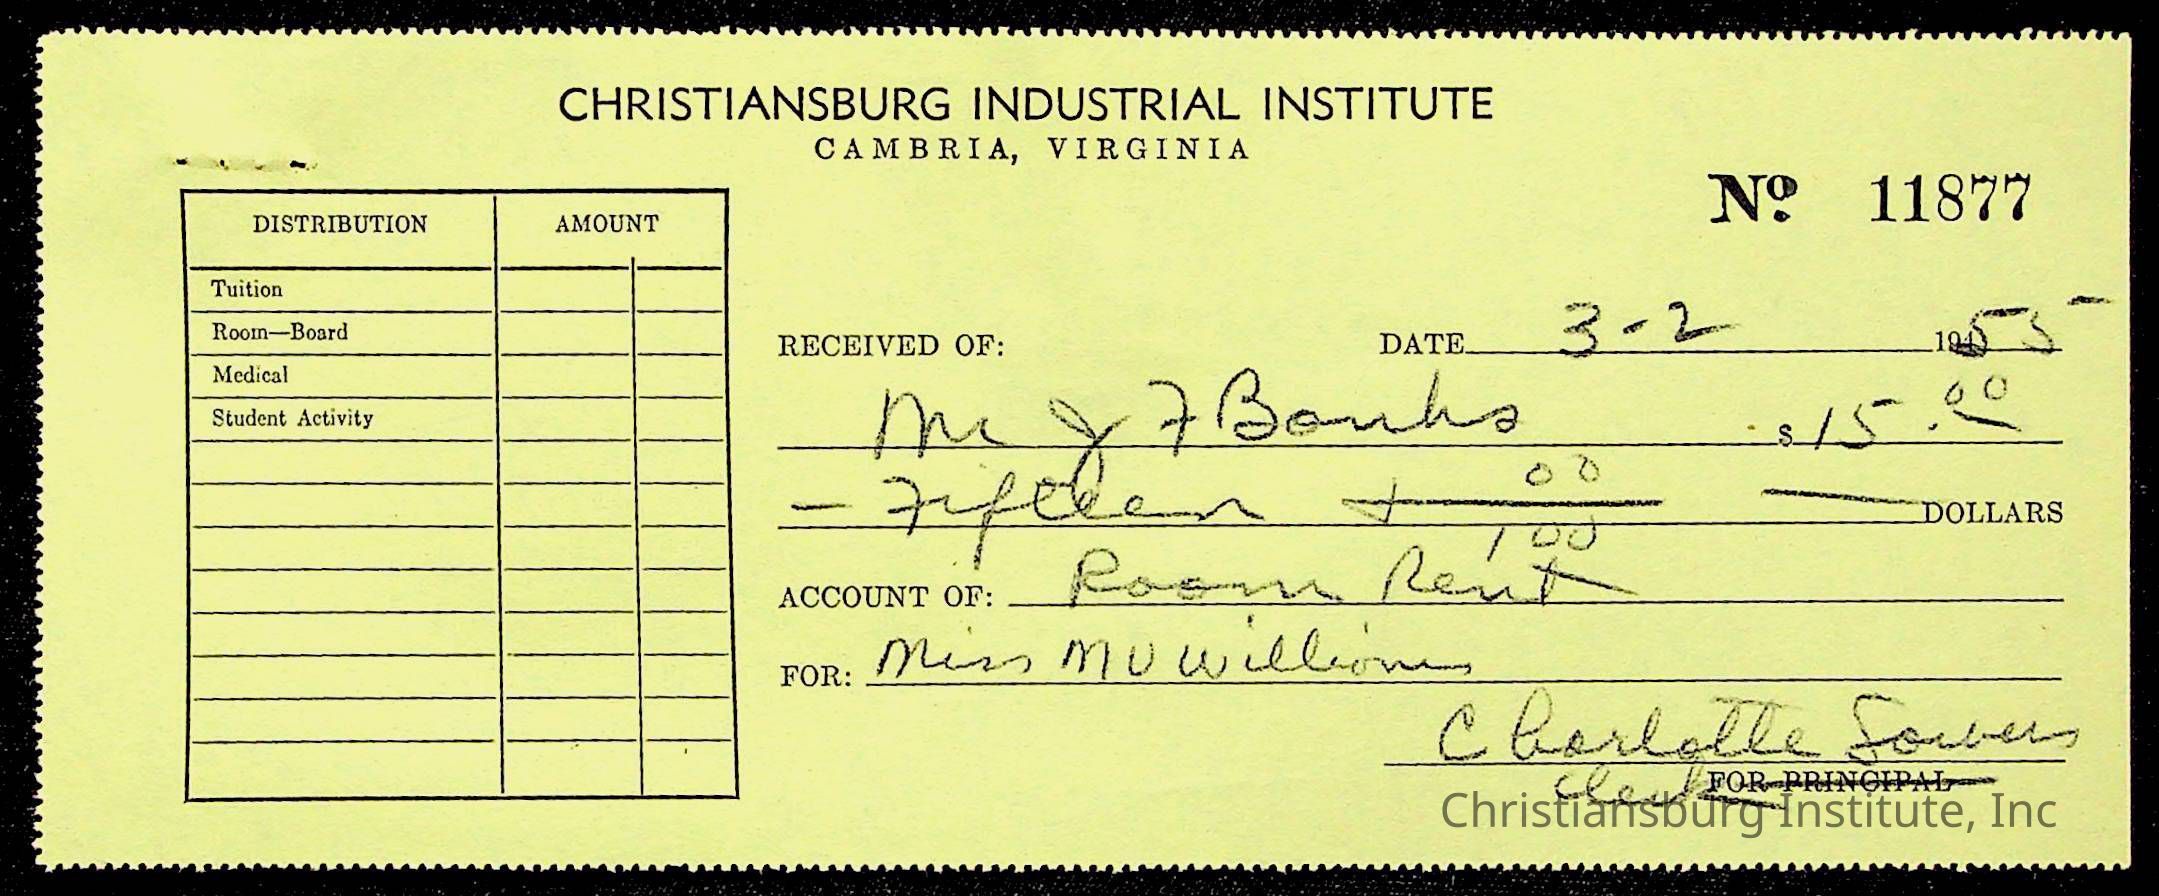 CHRISTIANSBURG INDUSTRIAL INSTITUTE
CAMBRIA, VIRGINIA
Nº 11877
DISTRIBUTION AMOUNT
Tuition
Room—Board
Medical
Student Activity
RECEIVED OF: DATE 3-2 1955
Mr J F Banks $ 15.00
— Fifteen + 00/100 — DOLLARS
ACCOUNT OF: Room Rent
FOR: Miss M V Williams
Charlotte Sowers
Clerk FOR PRINCIPAL
Christiansburg Institute, Inc